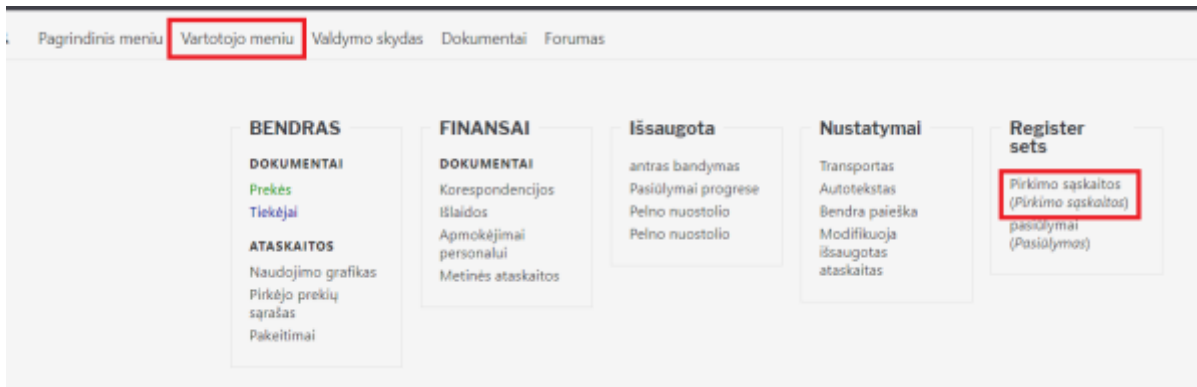 Pagrindinis meniu Vartotojo meniu Valdymo skydas Dokumentai Forumas
BENDRAS
DOKUMENTAI
Prekės
Tiekėjai
ATASKAITOS
Naudojimo grafikas
Pirkėjo prekių
sąrašas
Pakeitimai
FINANSAI
DOKUMENTAI
Korespondencijos
Išlaidos
Apmokėjimai
personalui
Metinės ataskaitos
Išsaugota
antras bandymas
Pasiūlymai progrese
Pelno nuostolio
Pelno nuostolio
Nustatymai
Transportas
Autotekstas
Bendra paieška
Modifikuoja
išsaugotas
ataskaitas
Register
sets
Pirkimo sąskaitos
(Pirkimo sąskaitos)
pasiūlymai
(Pasiūlymas)